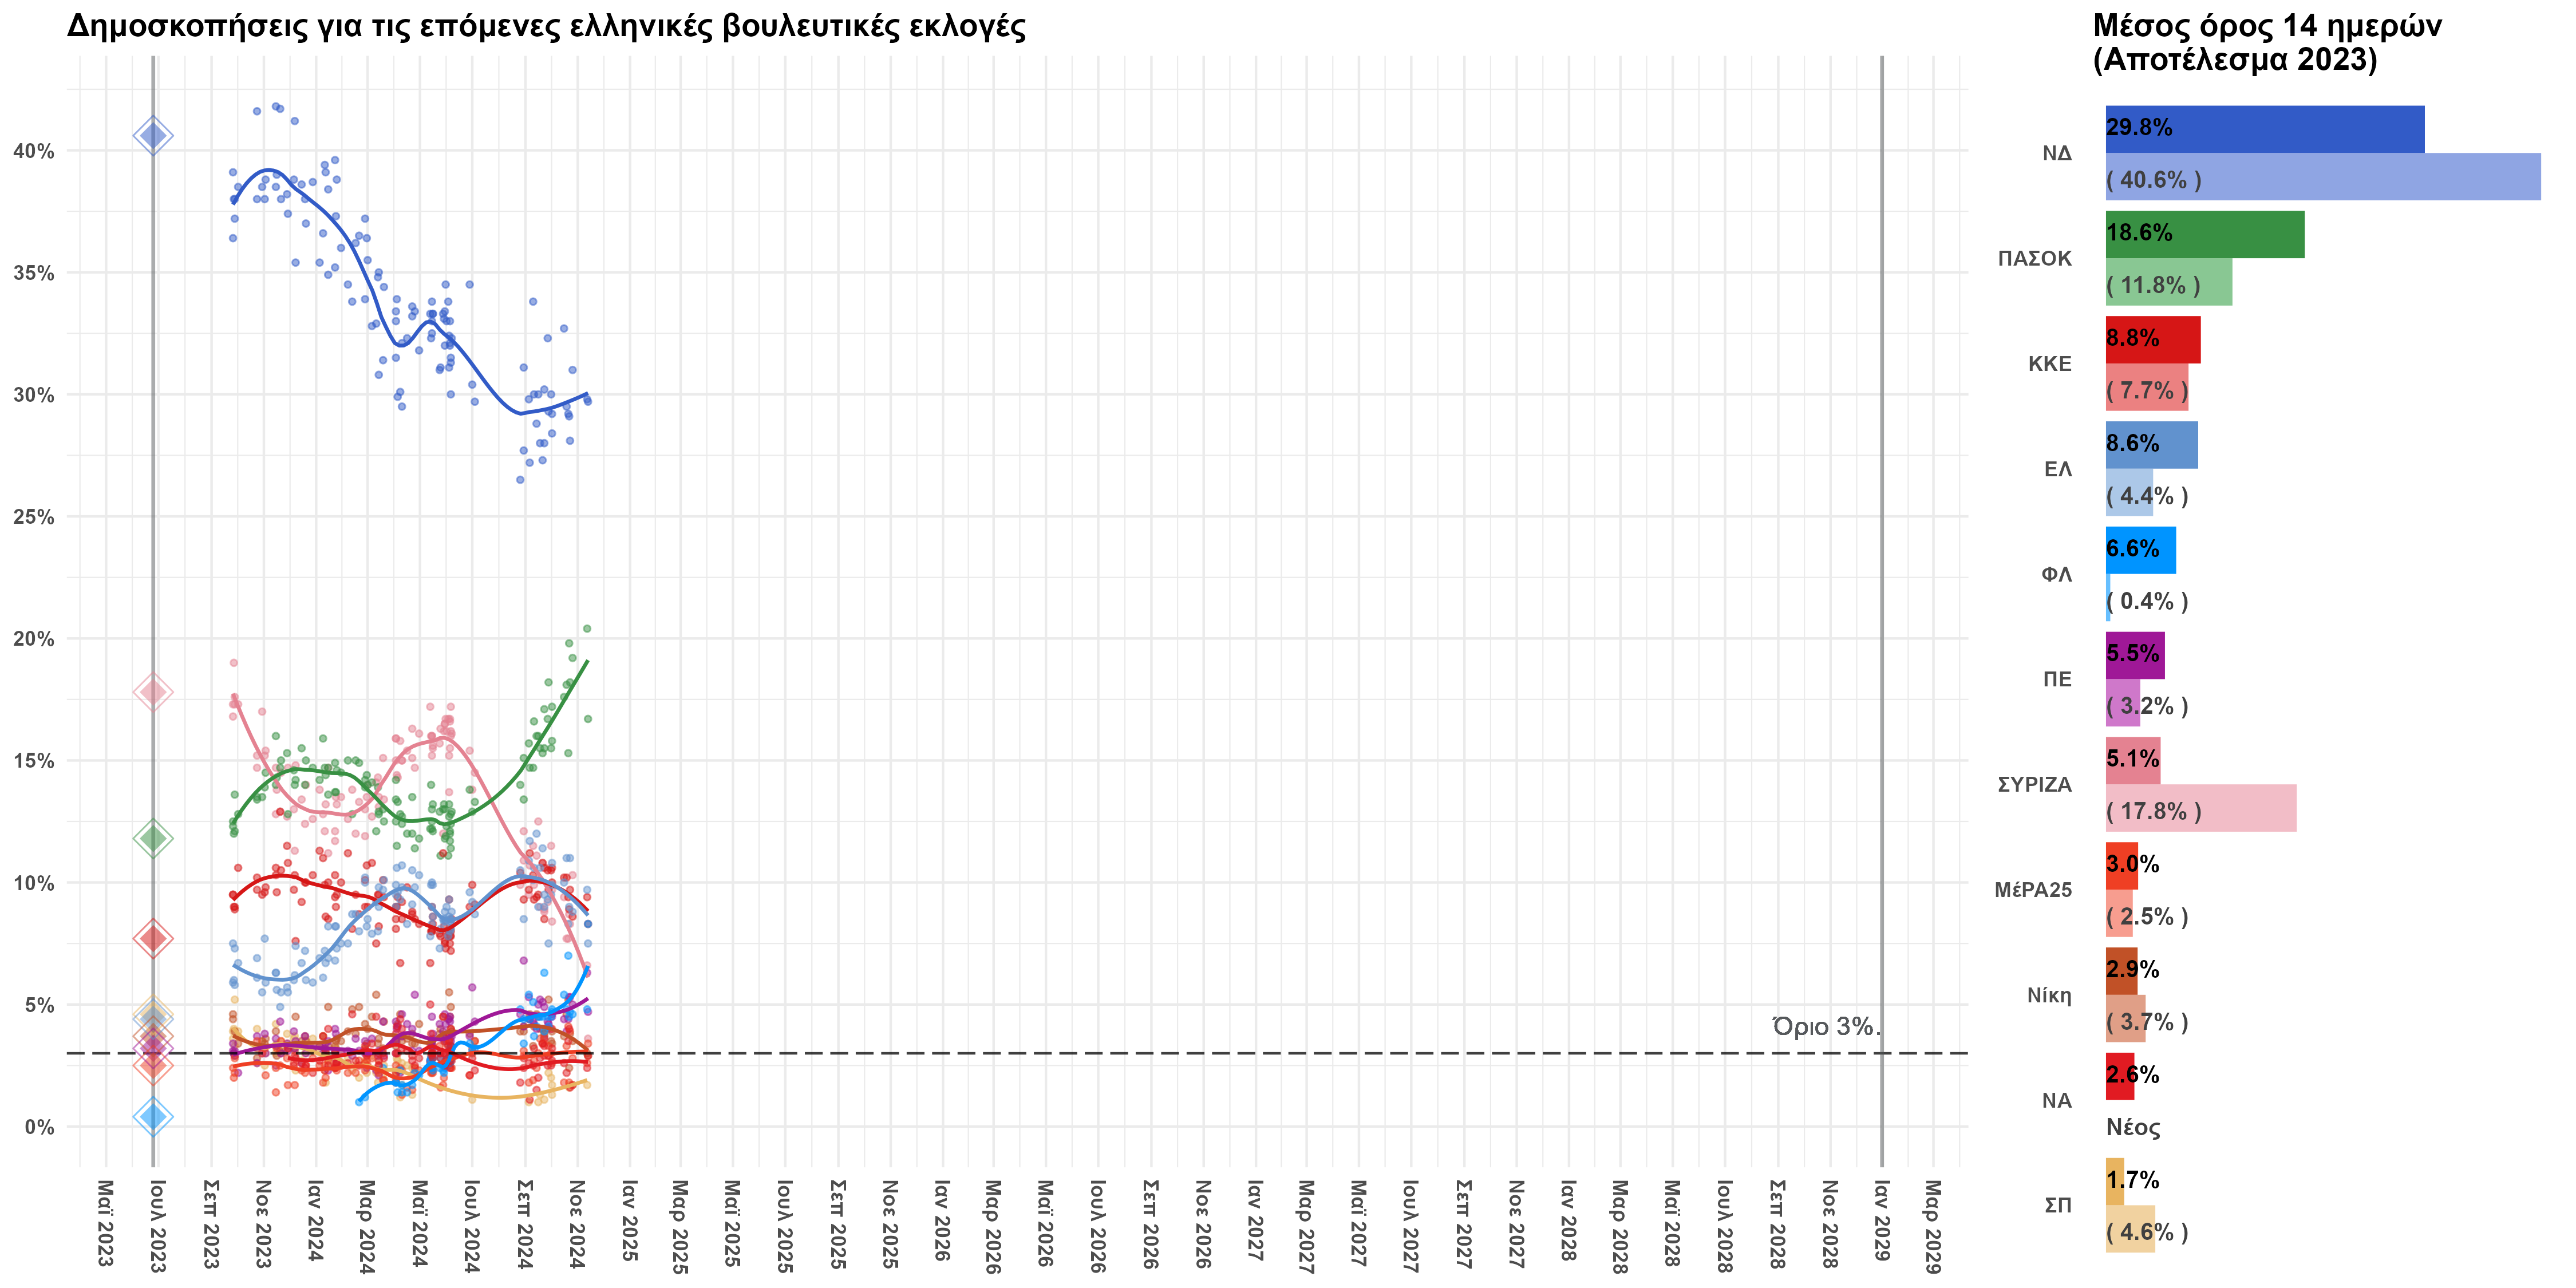 Δημοσκοπήσεις για τις επόμενες ελληνικές βουλευτικές εκλογές
40%
35%
30%
25%
20%
15%
10%
5%
0%
Όριο 3%.
Μαϊ 2023
Ιουλ 2023
Σεπ 2023
Νοε 2023
Ιαν 2024
Μαρ 2024
Μαϊ 2024
Ιουλ 2024
Σεπ 2024
Νοε 2024
Ιαν 2025
Μαρ 2025
Μαϊ 2025
Ιουλ 2025
Σεπ 2025
Νοε 2025
Ιαν 2026
Μαρ 2026
Μαϊ 2026
Ιουλ 2026
Σεπ 2026
Νοε 2026
Ιαν 2027
Μαρ 2027
Μαϊ 2027
Ιουλ 2027
Σεπ 2027
Νοε 2027
Ιαν 2028
Μαρ 2028
Μαϊ 2028
Ιουλ 2028
Σεπ 2028
Νοε 2028
Ιαν 2029
Μαρ 2029
Μέσος όρος 14 ημερών
(Αποτέλεσμα 2023)
ΝΔ
29.8%
( 40.6% )
ΠΑΣΟΚ
18.6%
( 11.8% )
ΚΚΕ
8.8%
( 7.7% )
ΕΛ
8.6%
( 4.4% )
ΦΛ
6.6%
( 0.4% )
ΠΕ
5.5%
( 3.2% )
ΣΥΡΙΖΑ
5.1%
( 17.8% )
ΜέΡΑ25
3.0%
( 2.5% )
Νίκη
2.9%
( 3.7% )
ΝΑ
2.6%
Νέος
ΣΠ
1.7%
( 4.6% )